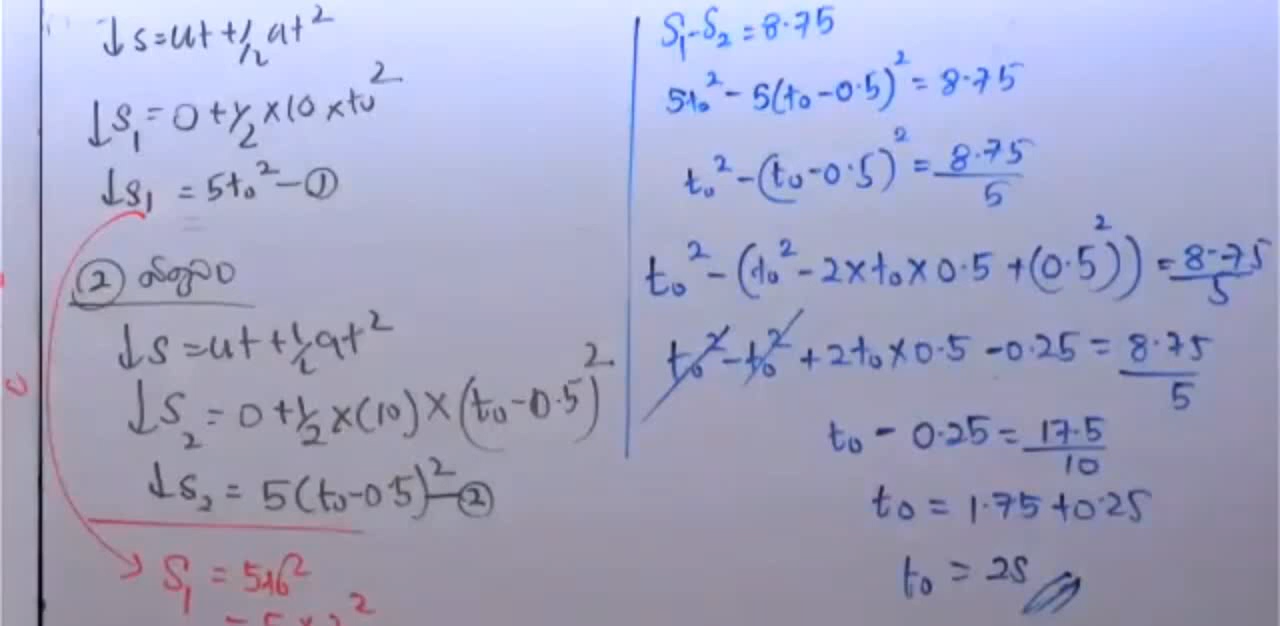 ↓ s = ut + 1/2 at²
↓ s₁ = 0 + 1/2 × 10 × t₀²
↓ s₁ = 5t₀² — ①
②
↓ s = ut + 1/2 at²
↓ s₂ = 0 + 1/2 × (10) × (t₀ - 0.5)²
↓ s₂ = 5(t₀ - 0.5)² — ②
S₁ = 5t₀²
S₁ - S₂ = 8.75
5t₀² - 5(t₀ - 0.5)² = 8.75
t₀² - (t₀ - 0.5)² = 8.75/5
t₀² - (t₀² - 2 × t₀ × 0.5 + (0.5²)) = 8.75/5
t₀² - t₀² + 2t₀ × 0.5 - 0.25 = 8.75/5
t₀ - 0.25 = 17.5/10
t₀ = 1.75 + 0.25
t₀ = 2s